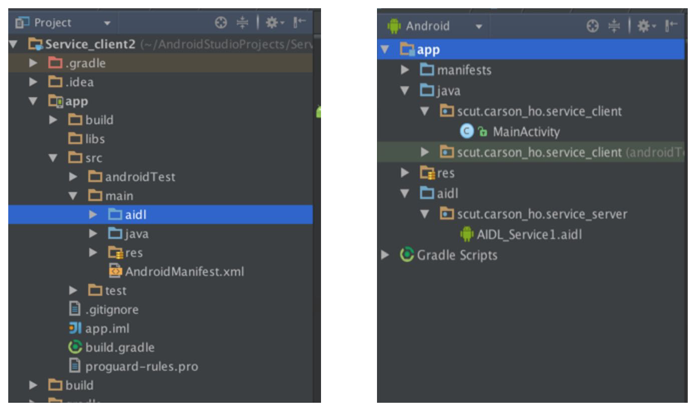 Project
Service_client2 (~/AndroidStudioProjects/Ser
.gradle
.idea
app
build
libs
src
androidTest
main
aidl
java
res
AndroidManifest.xml
test
.gitignore
app.iml
build.gradle
proguard-rules.pro
build
Android
app
manifests
java
scut.carson_ho.service_client
MainActivity
scut.carson_ho.service_client (androidTe
res
aidl
scut.carson_ho.service_server
AIDL_Service1.aidl
Gradle Scripts